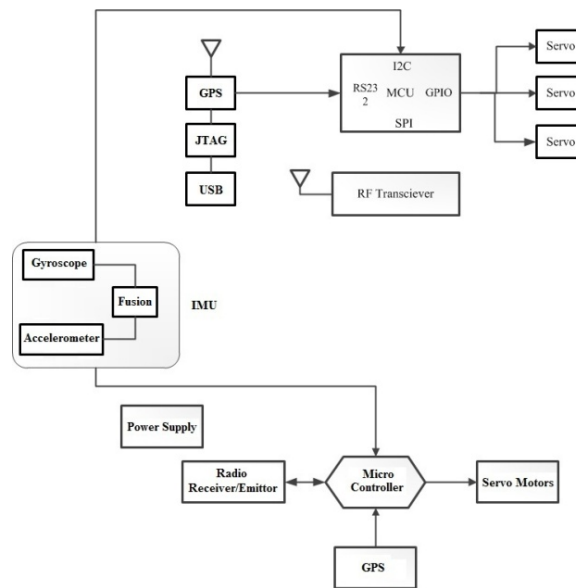 I2C
RS23
2
MCU
GPIO
SPI
Servo
Servo
Servo
GPS
JTAG
USB
RF Transciever
Gyroscope
Fusion
Accelerometer
IMU
Power Supply
Radio
Receiver/Emittor
Micro
Controller
Servo Motors
GPS